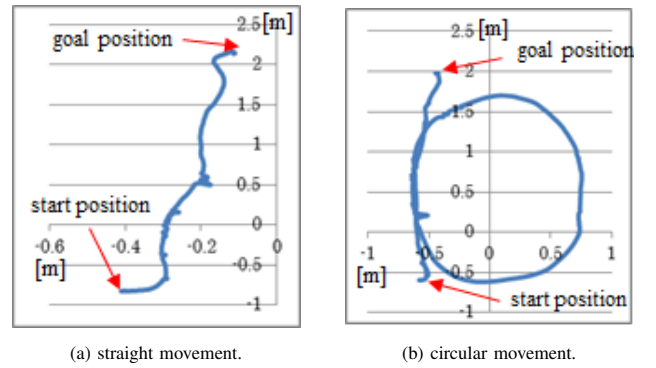 2.5 [m]
goal position
2
1.5
1
0.5
start position
0
-0.6 -0.4 -0.2 0
[m]
-0.5
-1
(a) straight movement.
2.5 [m]
goal position
2
1.5
1
0.5
0
-1 -0.5 0 0.5 1
[m]
-0.5
start position
-1
(b) circular movement.